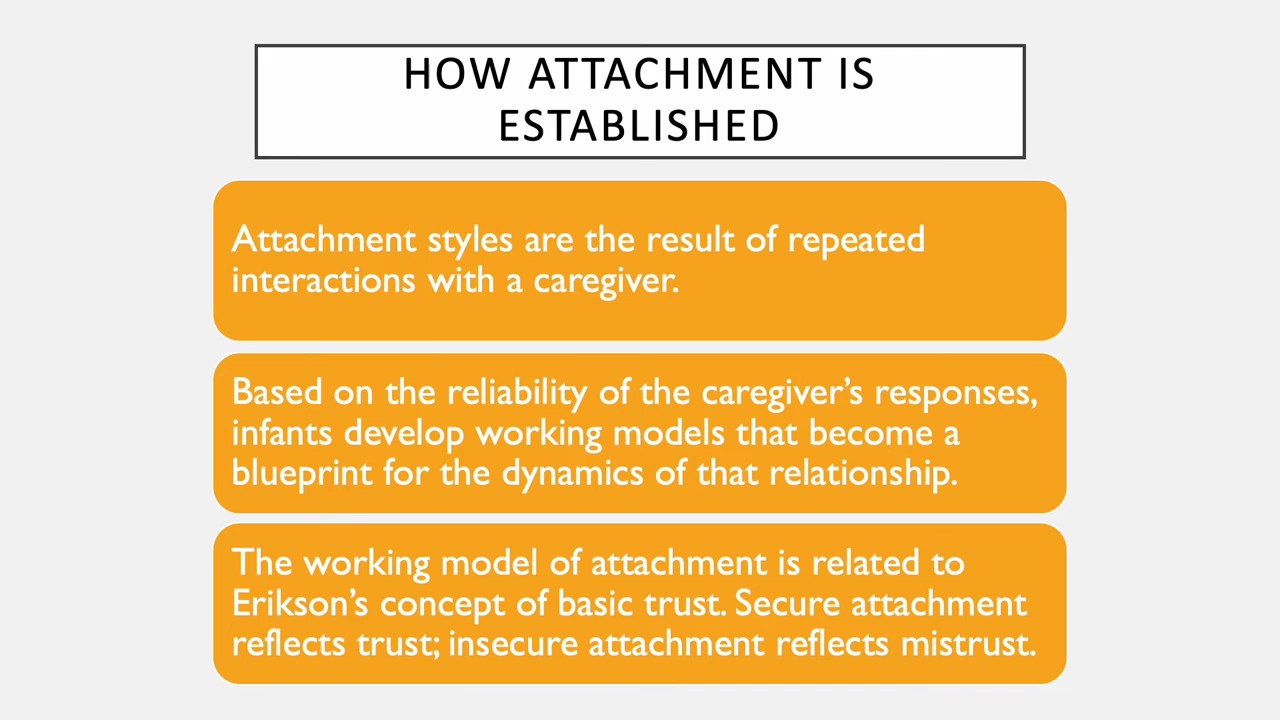 HOW ATTACHMENT IS
ESTABLISHED
Attachment styles are the result of repeated
interactions with a caregiver.
Based on the reliability of the caregiver’s responses,
infants develop working models that become a
blueprint for the dynamics of that relationship.
The working model of attachment is related to
Erikson’s concept of basic trust. Secure attachment
reflects trust; insecure attachment reflects mistrust.